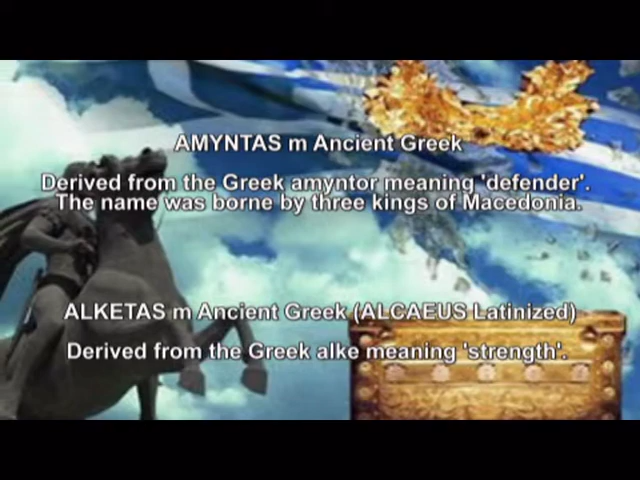 AMYNTAS m Ancient Greek
Derived from the Greek amyntor meaning 'defender'.
The name was borne by three kings of Macedonia.
ALKETAS m Ancient Greek (ALCAEUS Latinized)
Derived from the Greek alke meaning 'strength'.